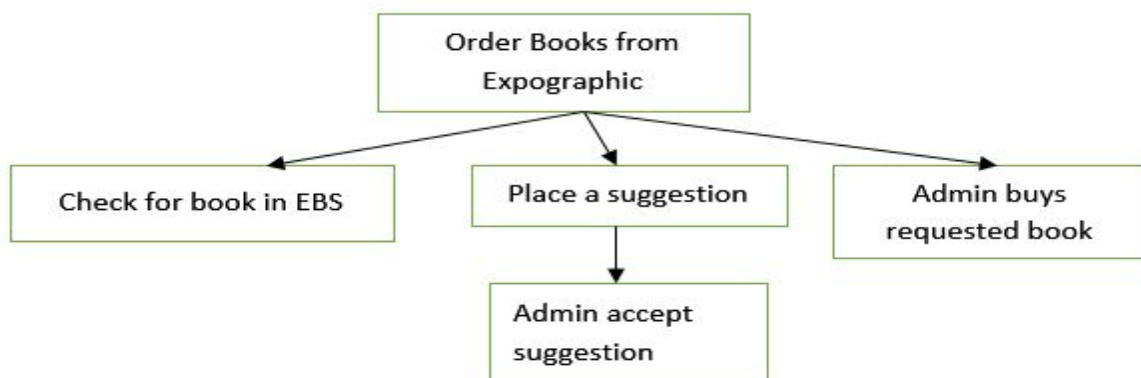 Order Books from
Expographic
Check for book in EBS
Place a suggestion
Admin buys
requested book
Admin accept
suggestion